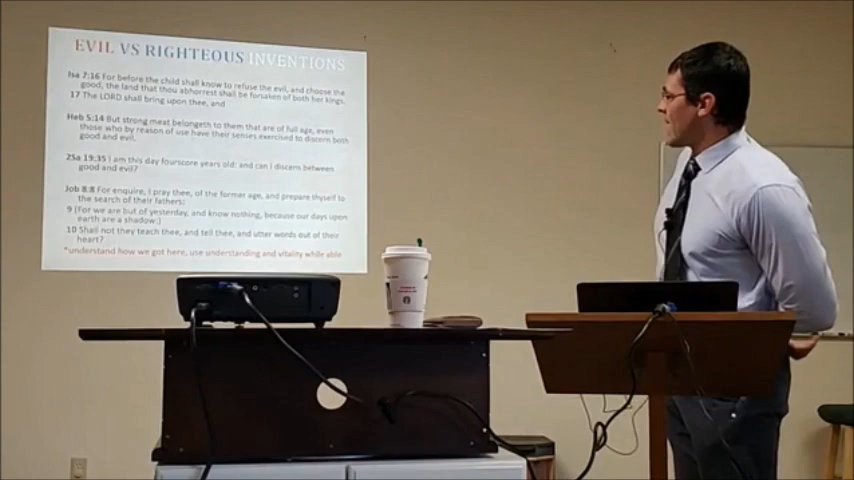 EVIL VS RIGHTEOUS INVENTIONS
Isa 7:16 For before the child shall know to refuse the evil, and choose the
good, the land that thou abhorrest shall be forsaken of both her kings.
17 The LORD shall bring upon thee, and
Heb 5:14 But strong meat belongeth to them that are of full age, even
those who by reason of use have their senses exercised to discern both
good and evil.
2Sa 19:35 I am this day fourscore years old: and can I discern between
good and evil?
Job 8:8 For enquire, I pray thee, of the former age, and prepare thyself to
the search of their fathers:
9 (For we are but of yesterday, and know nothing, because our days upon
earth are a shadow:)
10 Shall not they teach thee, and tell thee, and utter words out of their
heart?
*understand how we got here, use understanding and vitality while able